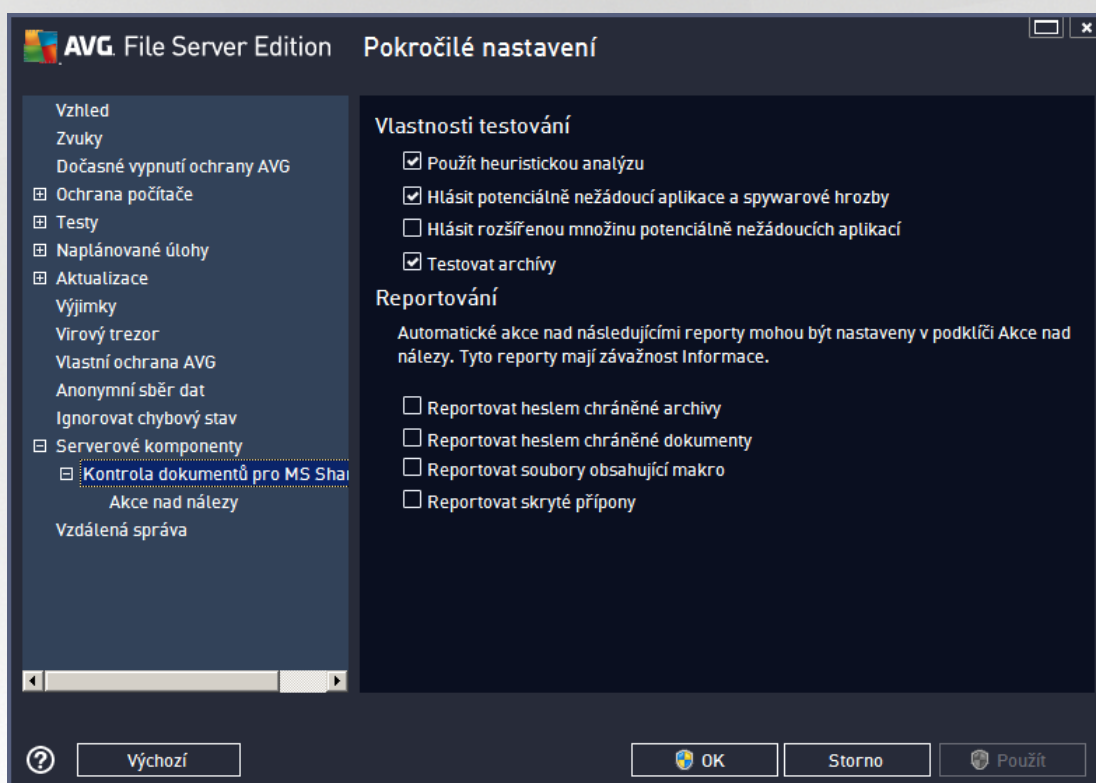 AVG. File Server Edition
Pokročilé nastavení
Vzhled
Zvuky
Dočasné vypnutí ochrany AVG
Ochrana počítače
Testy
Naplánované úlohy
Aktualizace
Výjimky
Virový trezor
Vlastní ochrana AVG
Anonymní sběr dat
Ignorovat chybový stav
Serverové komponenty
Kontrola dokumentů pro MS Shar
Akce nad nálezy
Vzdálená správa
Vlastnosti testování
Použít heuristickou analýzu
Hlásit potenciálně nežádoucí aplikace a spywarové hrozby
Hlásit rozšířenou množinu potenciálně nežádoucích aplikací
Testovat archívy
Reportování
Automatické akce nad následujícími reporty mohou být nastaveny v podklíči Akce nad
nálezy. Tyto reporty mají závažnost Informace.
Reportovat heslem chráněné archivy
Reportovat heslem chráněné dokumenty
Reportovat soubory obsahující makro
Reportovat skryté přípony
Výchozí
OK
Storno
Použít